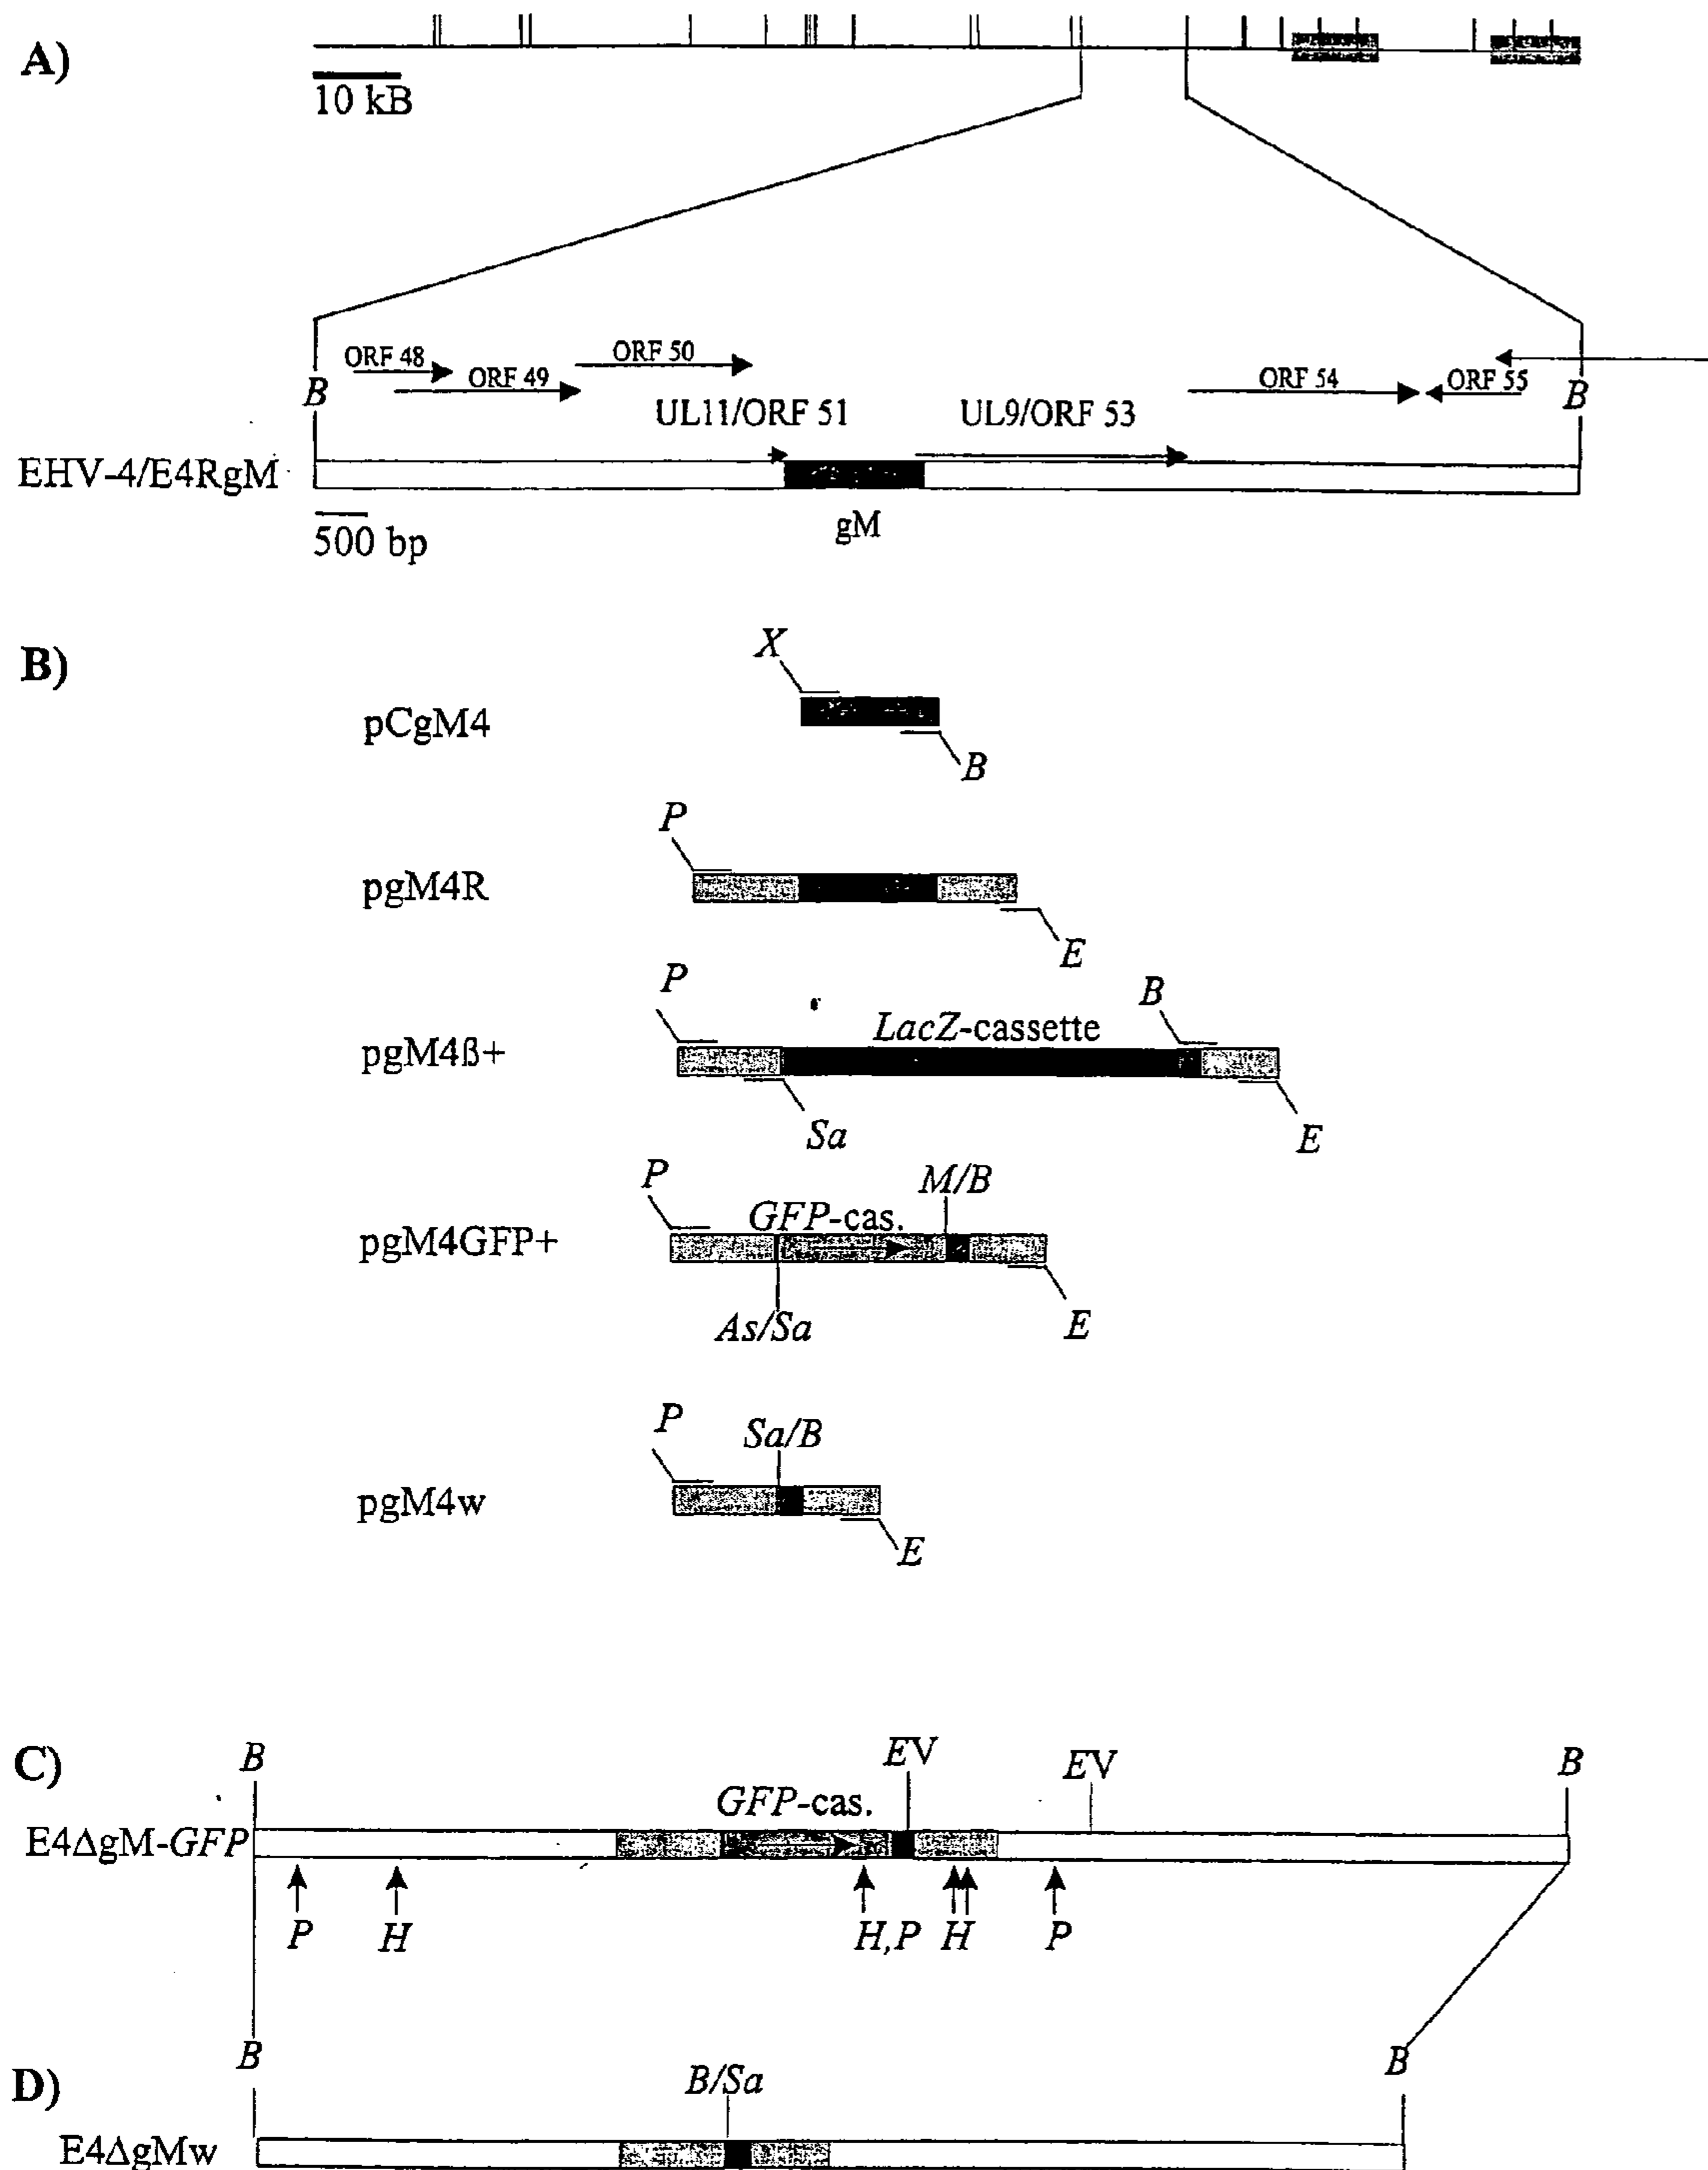 A)
10 kB
ORF 48
ORF 49
ORF 50
ORF 54
ORF 55
B
B
UL11/ORF 51
UL9/ORF 53
EHV-4/E4RgM
gM
500 bp
B)
X
pCgM4
B
P
pgM4R
E
P
B
LacZ-cassette
pgM4ß+
Sa
E
P
M/B
GFP-cas.
pgM4GFP+
As/Sa
E
P
Sa/B
pgM4w
E
C)
B
EV
EV
B
GFP-cas.
E4ΔgM-GFP
P
H
H,P
H
P
B
B
D)
B/Sa
E4ΔgMw